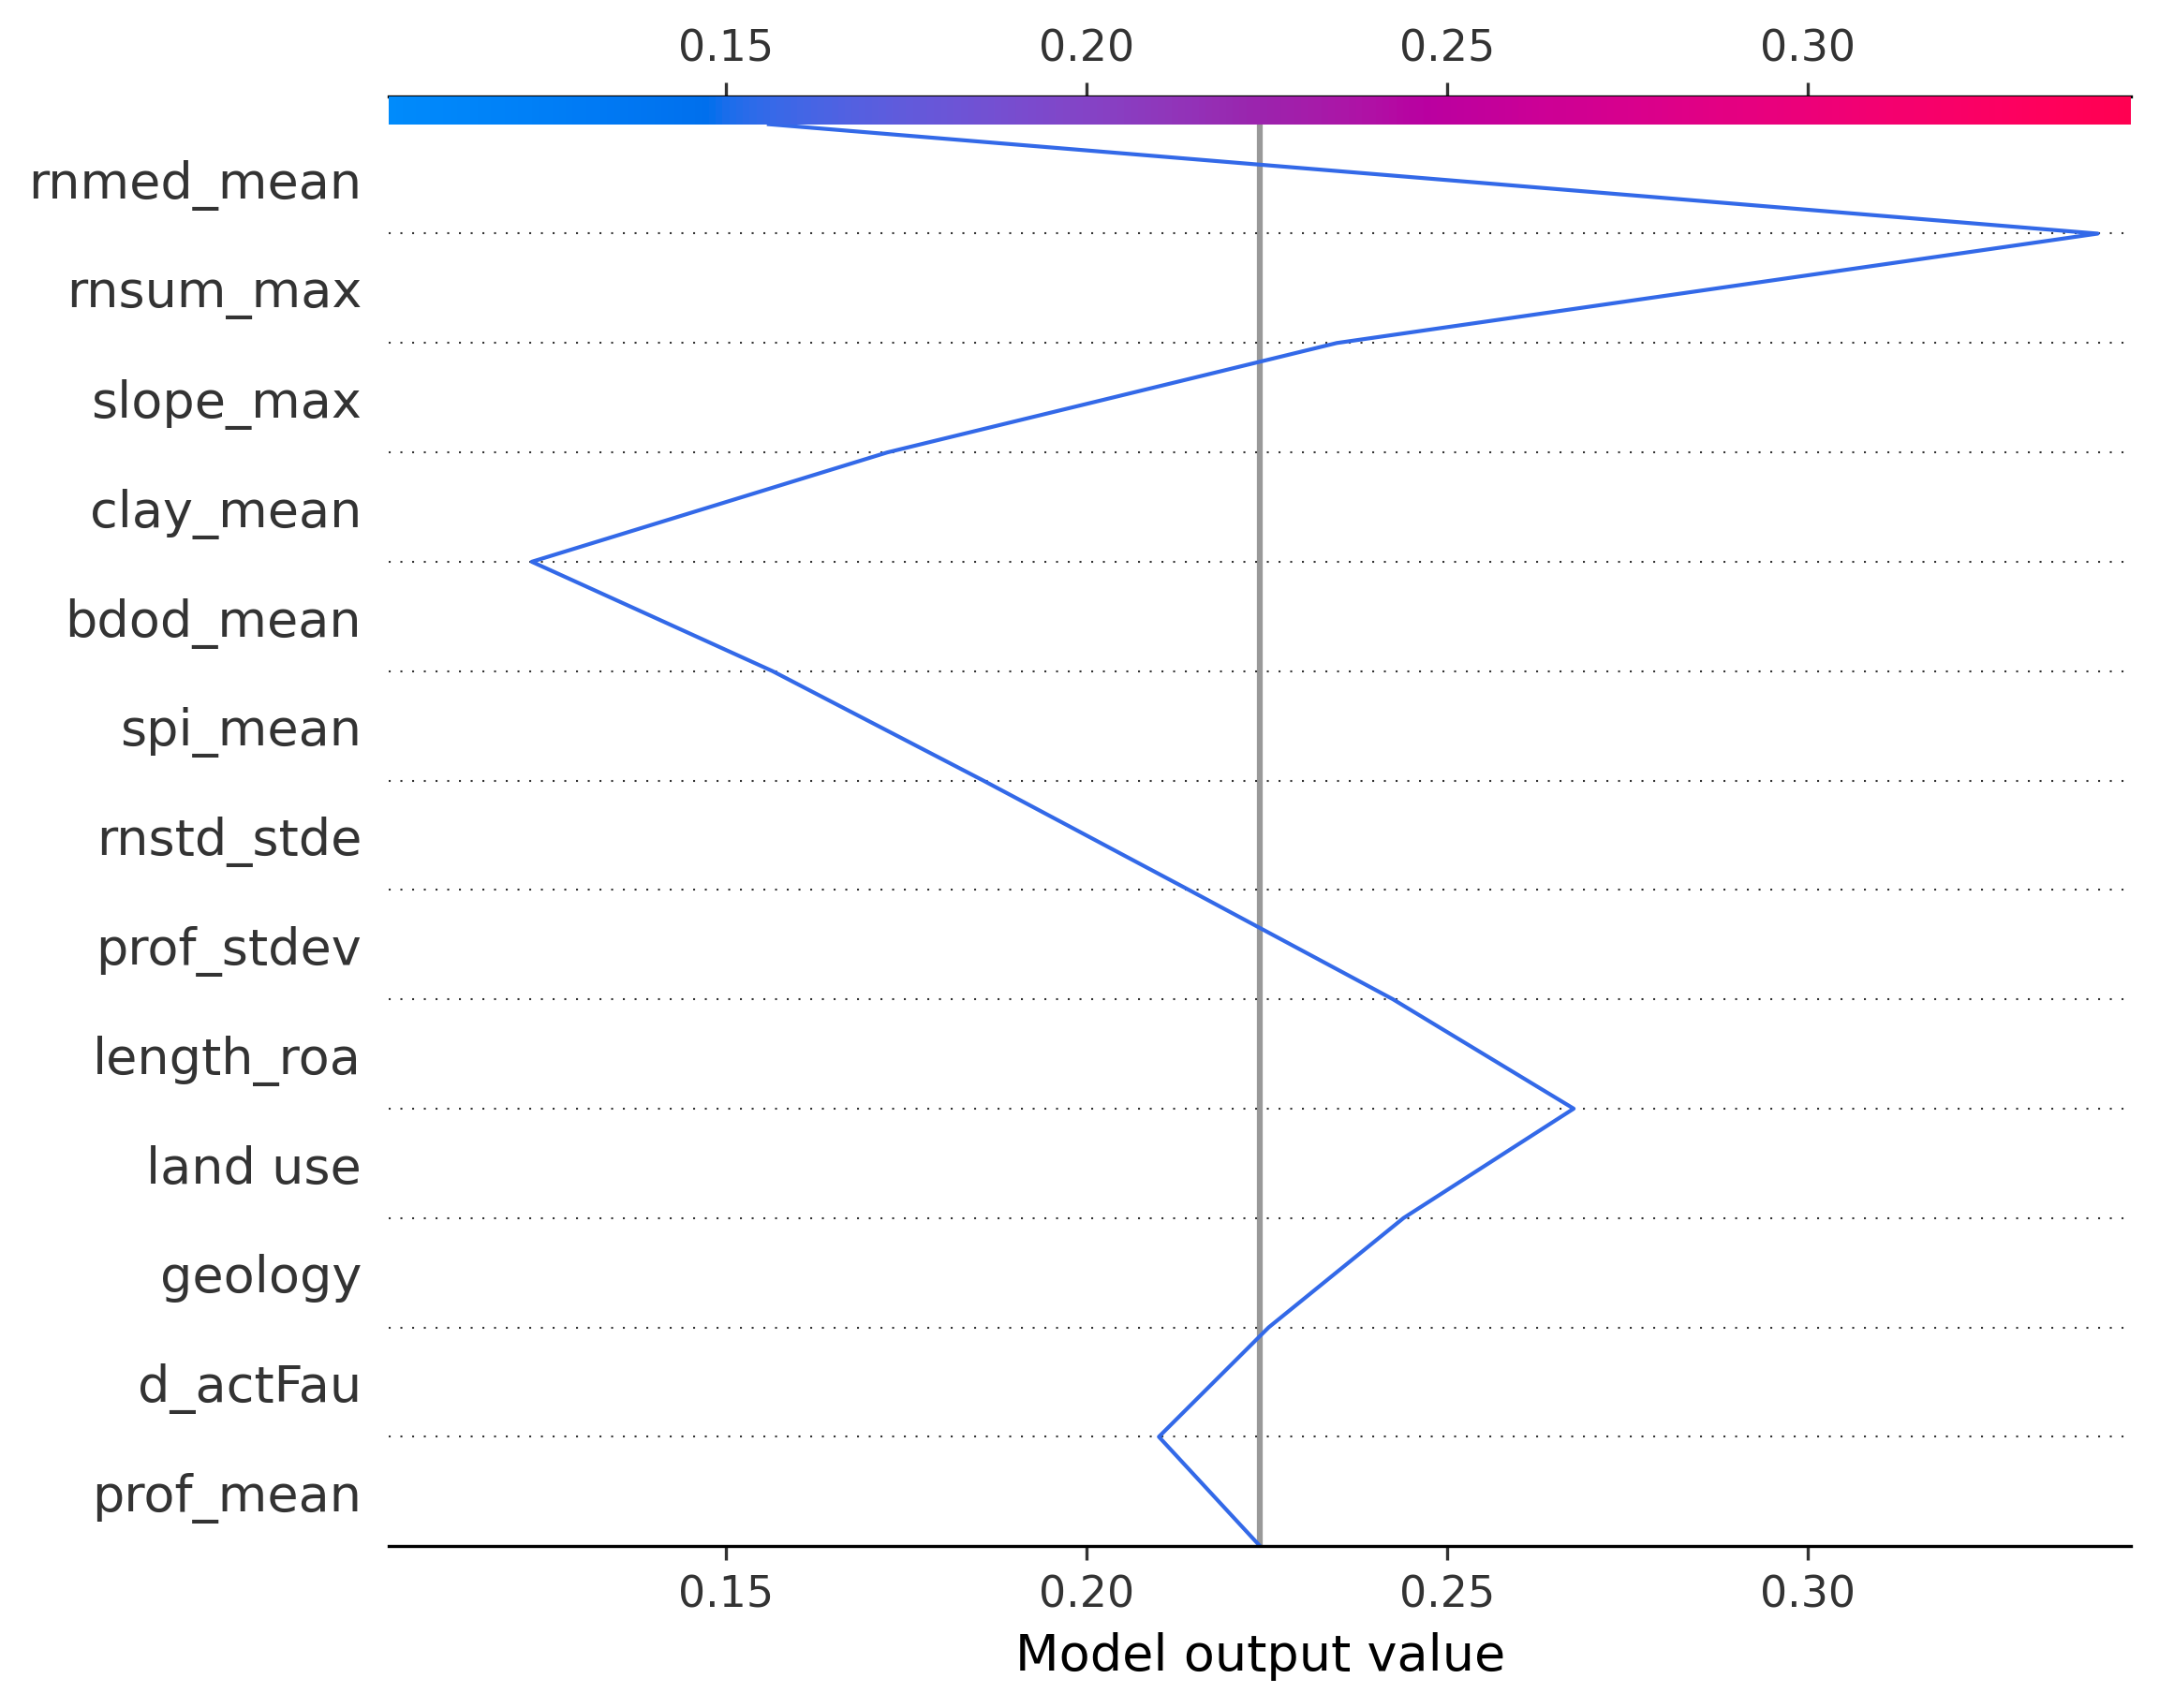 0.15 0.20 0.25 0.30
rnmed_mean
rnsum_max
slope_max
clay_mean
bdod_mean
spi_mean
rnstd_stde
prof_stdev
length_roa
land use
geology
d_actFau
prof_mean
0.15 0.20 0.25 0.30
Model output value